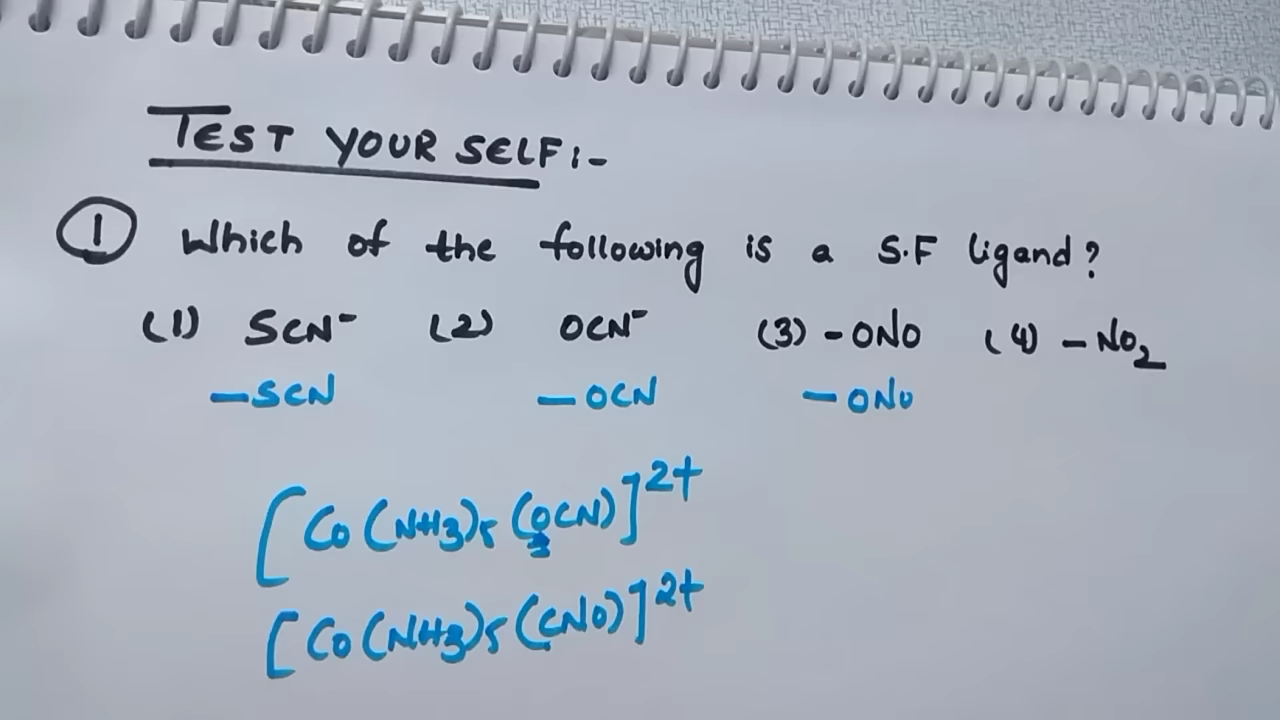 TEST YOUR SELF:-
① Which of the following is a S.F ligand?
(1) SCN⁻ (2) OCN⁻ (3) -ONO (4) -NO₂
-SCN -OCN -ONO
[Co(NH₃)₅(OCN)]²⁺
[Co(NH₃)₅(CNO)]²⁺